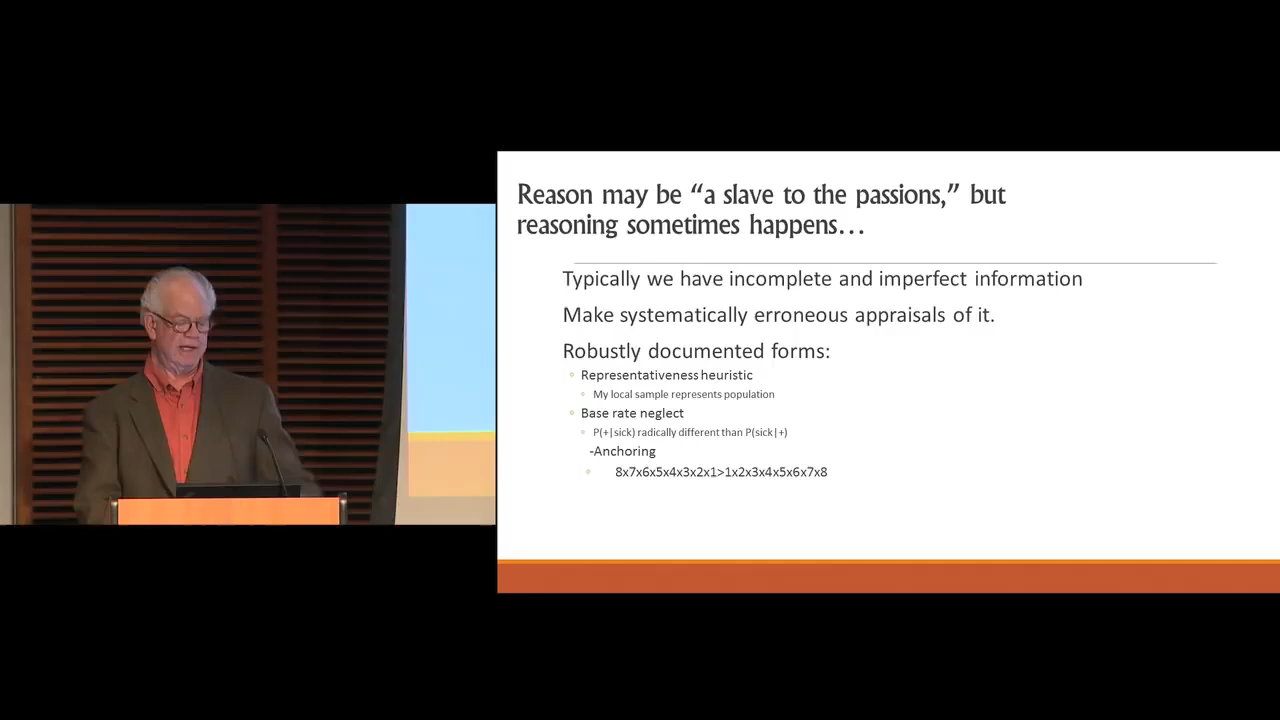 Reason may be “a slave to the passions,” but
reasoning sometimes happens…
Typically we have incomplete and imperfect information
Make systematically erroneous appraisals of it.
Robustly documented forms:
Representativeness heuristic
My local sample represents population
Base rate neglect
P(+|sick) radically different than P(sick|+)
-Anchoring
8x7x6x5x4x3x2x1>1x2x3x4x5x6x7x8